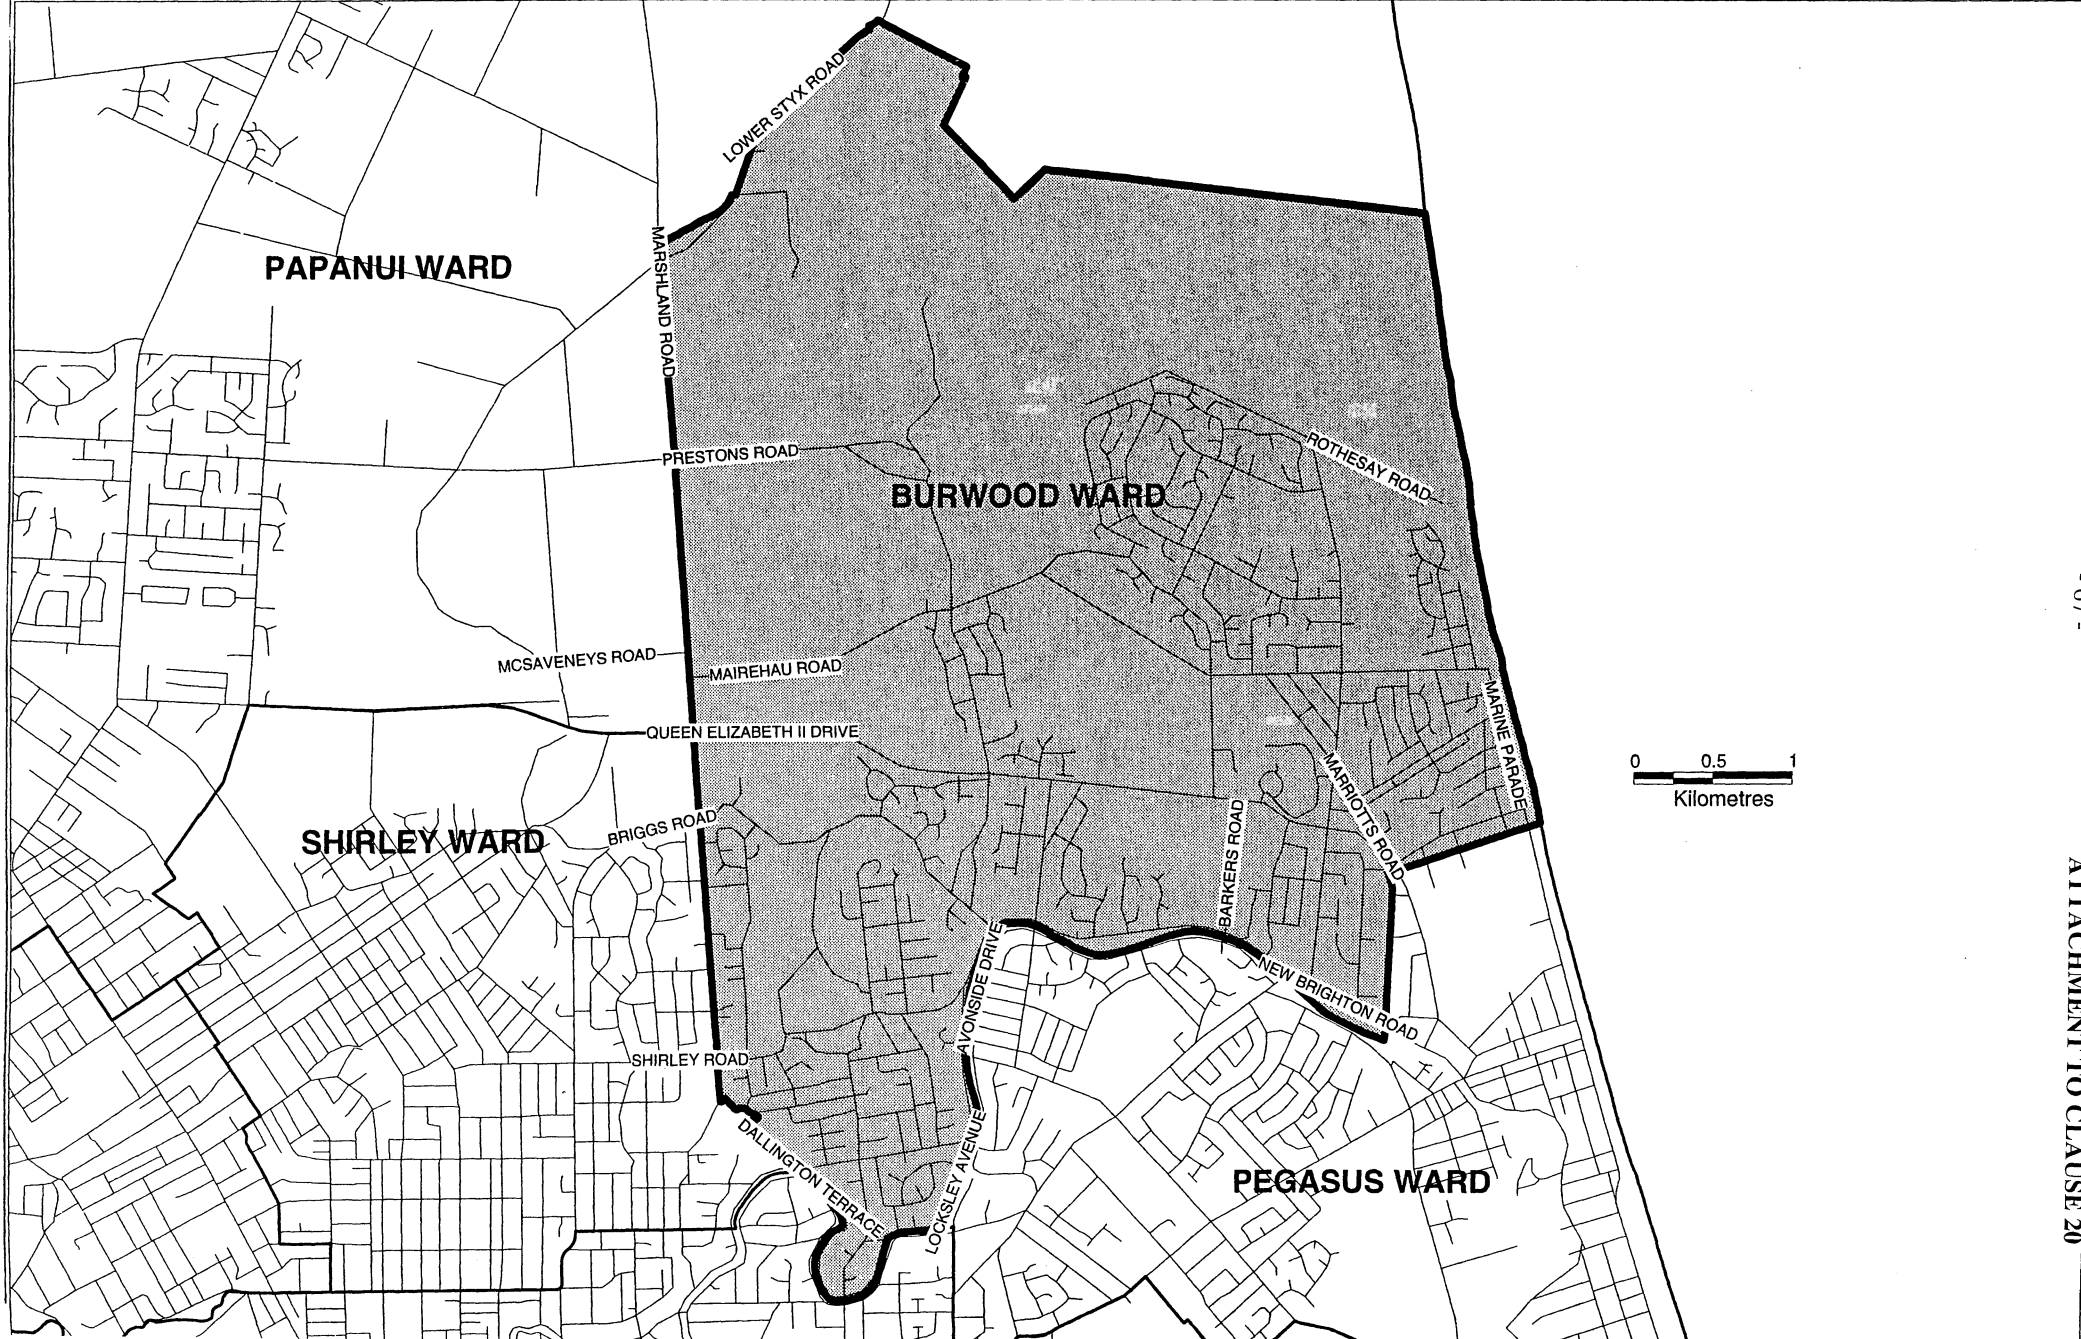 LOWER STYX ROAD
PAPANUI WARD
MARSHLAND ROAD
PRESTONS ROAD
ROTHESAY ROAD
BURWOOD WARD
MCSAVENEYS ROAD
MAIREHAU ROAD
QUEEN ELIZABETH II DRIVE
MARINE PARADE
0 0.5 1
Kilometres
MARRIOTTS ROAD
BRIGGS ROAD
SHIRLEY WARD
BARKERS ROAD
AVONSIDE DRIVE
NEW BRIGHTON ROAD
SHIRLEY ROAD
DALLINGTON TERRACE
LOCKSLEY AVENUE
PEGASUS WARD
ATTACHMENT TO CLAUSE 20